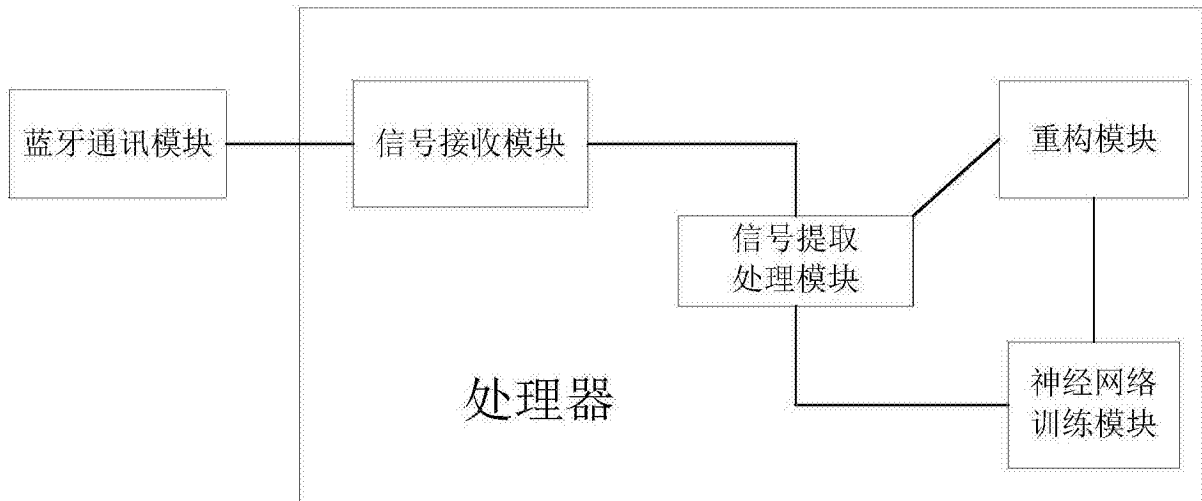 蓝牙通讯模块
信号接收模块
重构模块
信号提取
处理模块
神经网络
训练模块
处理器